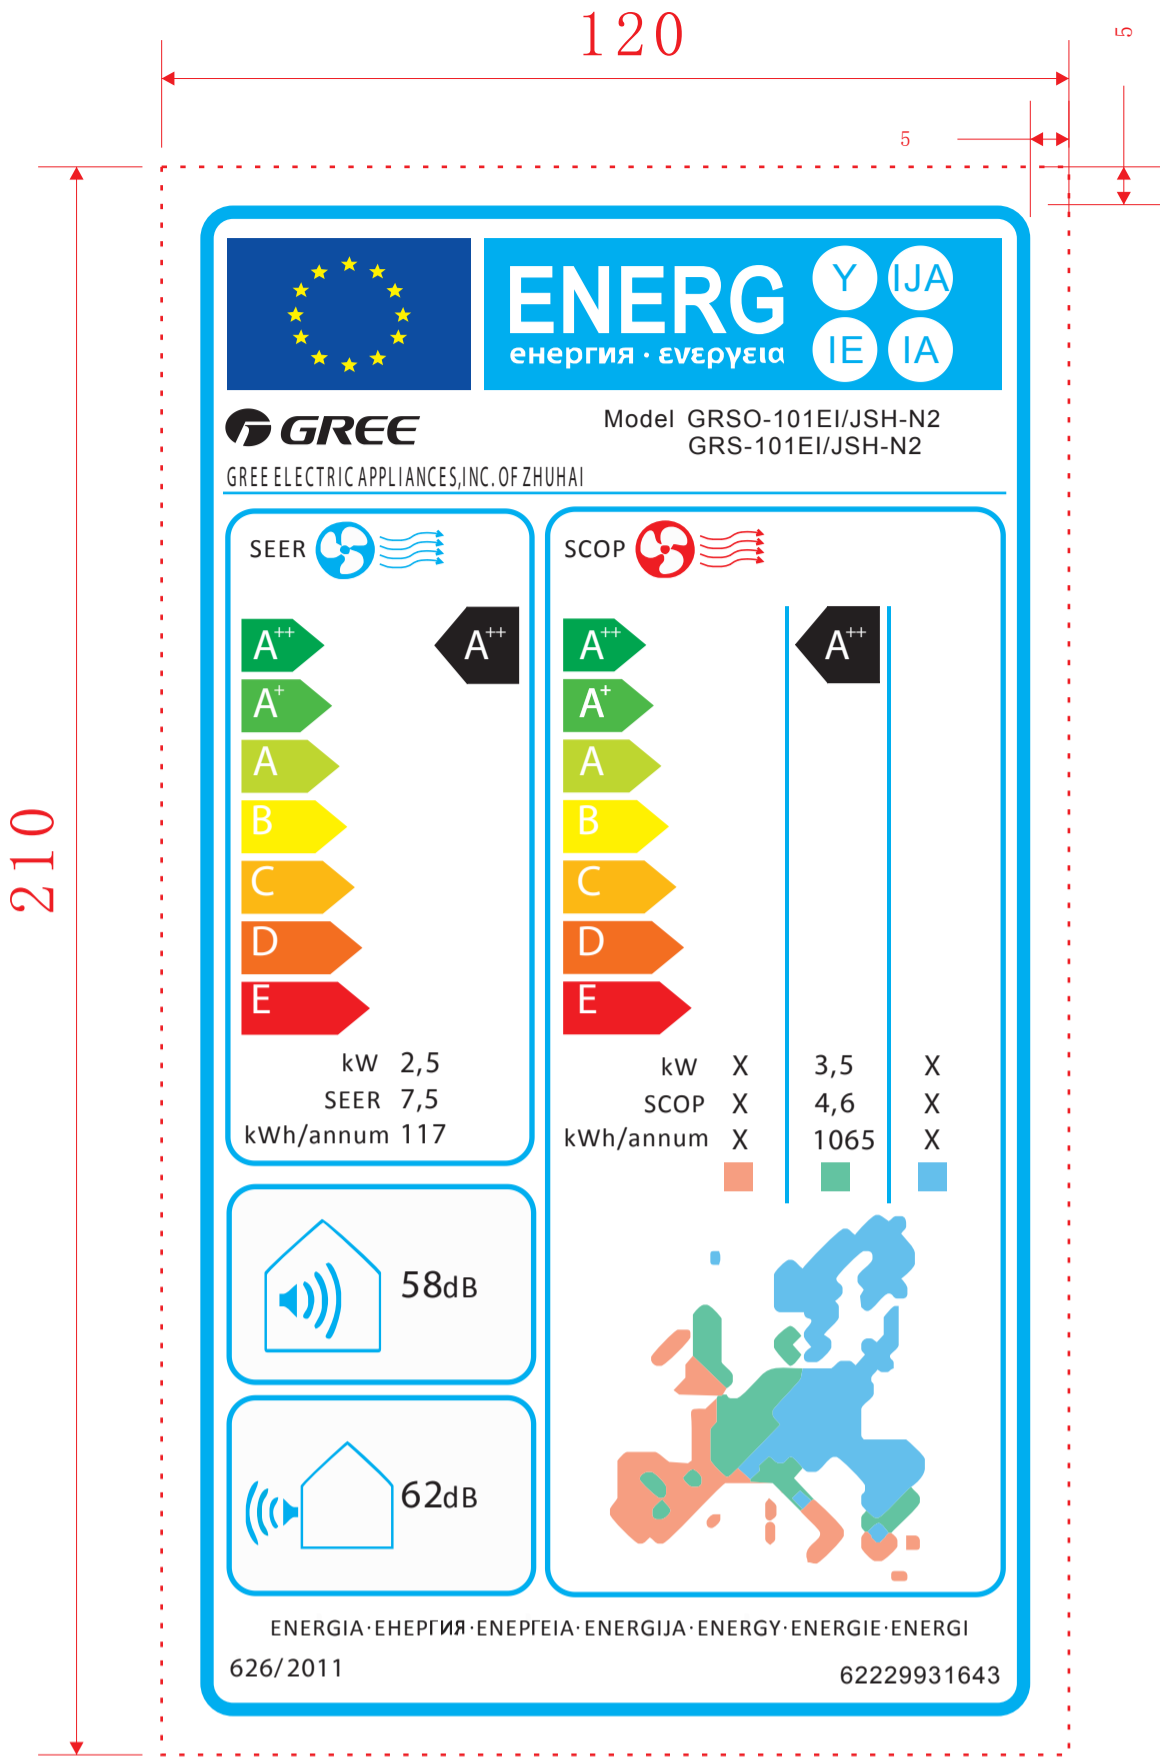 120
5
5
210
ENERG
енергия · ενεργεια
Y
IJA
IE
IA
GREE
Model GRSO-101EI/JSH-N2
GRS-101EI/JSH-N2
GREE ELECTRIC APPLIANCES,INC. OF ZHUHAI
SEER
A++
A++
A+
A
B
C
D
E
kW 2,5
SEER 7,5
kWh/annum 117
SCOP
A++
A++
A+
A
B
C
D
E
kW X 3,5 X
SCOP X 4,6 X
kWh/annum X 1065 X
58dB
62dB
ENERGIA·ЕНЕРГИЯ·ΕΝΕΡΓΕΙΑ·ENERGIJA·ENERGY·ENERGIE·ENERGI
626/2011
62229931643